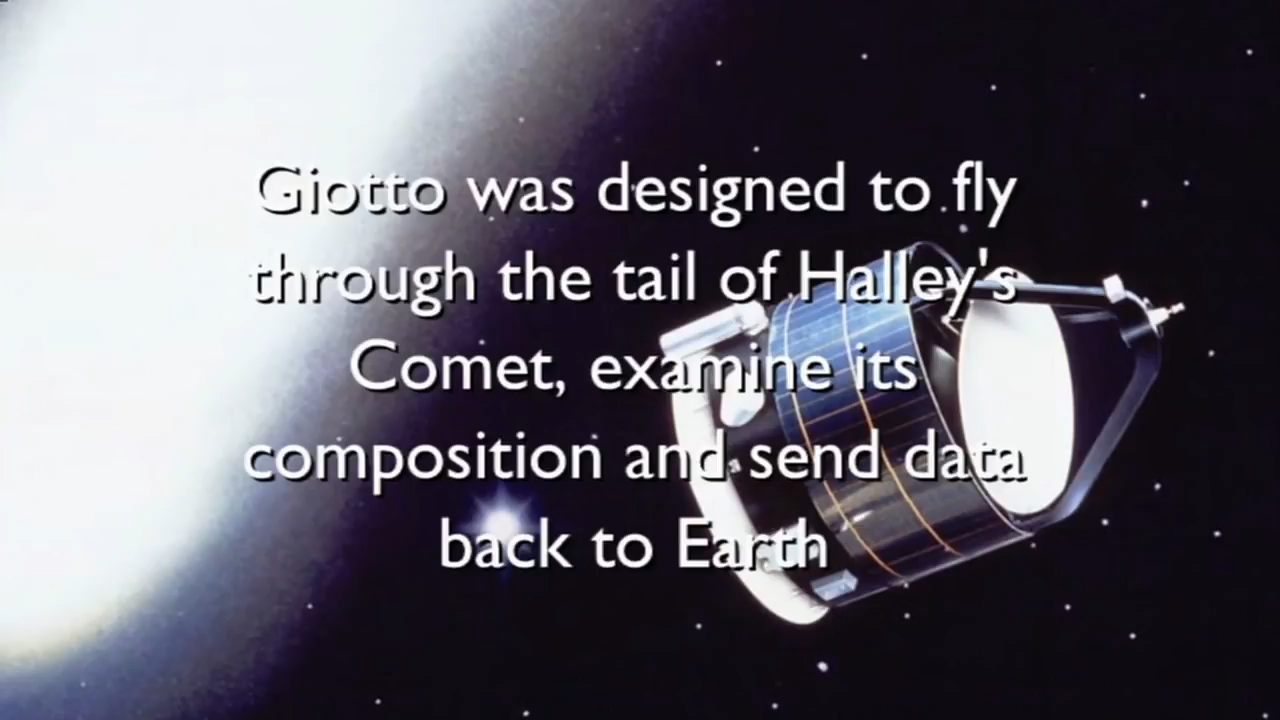 Giotto was designed to fly
through the tail of Halley's
Comet, examine its
composition and send data
back to Earth